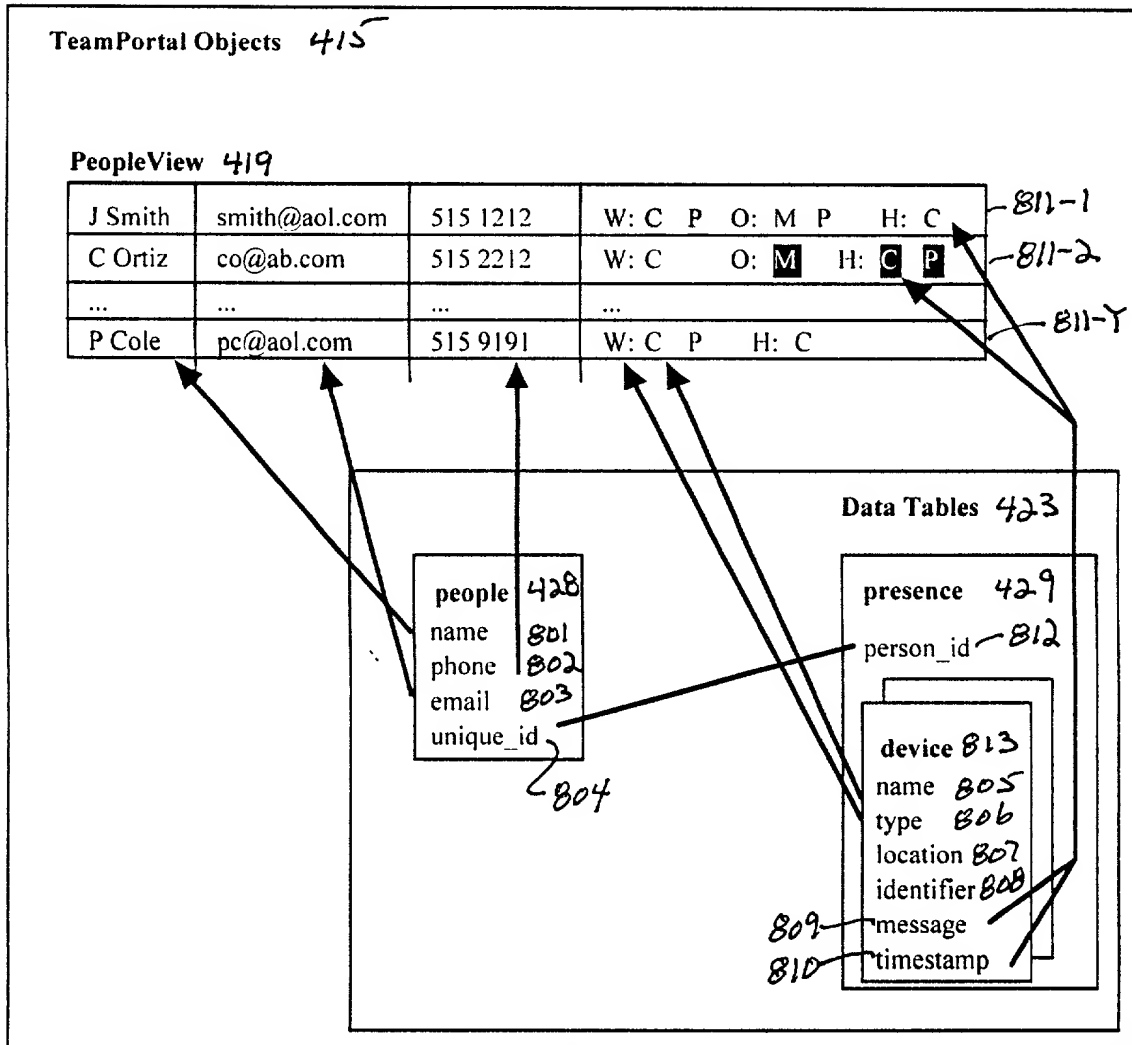 TeamPortal Objects 415
PeopleView 419
J Smith smith@aol.com 515 1212 W: C P O: M P H: C 811-1
C Ortiz co@ab.com 515 2212 W: C O: M H: C P 811-2
... ... ... ...
P Cole pc@aol.com 515 9191 W: C P H: C 811-Y
Data Tables 423
people 428
name 801
phone 802
email 803
unique_id
804
presence 429
person_id 812
device 813
name 805
type 806
location 807
identifier 808
809 message
810 timestamp